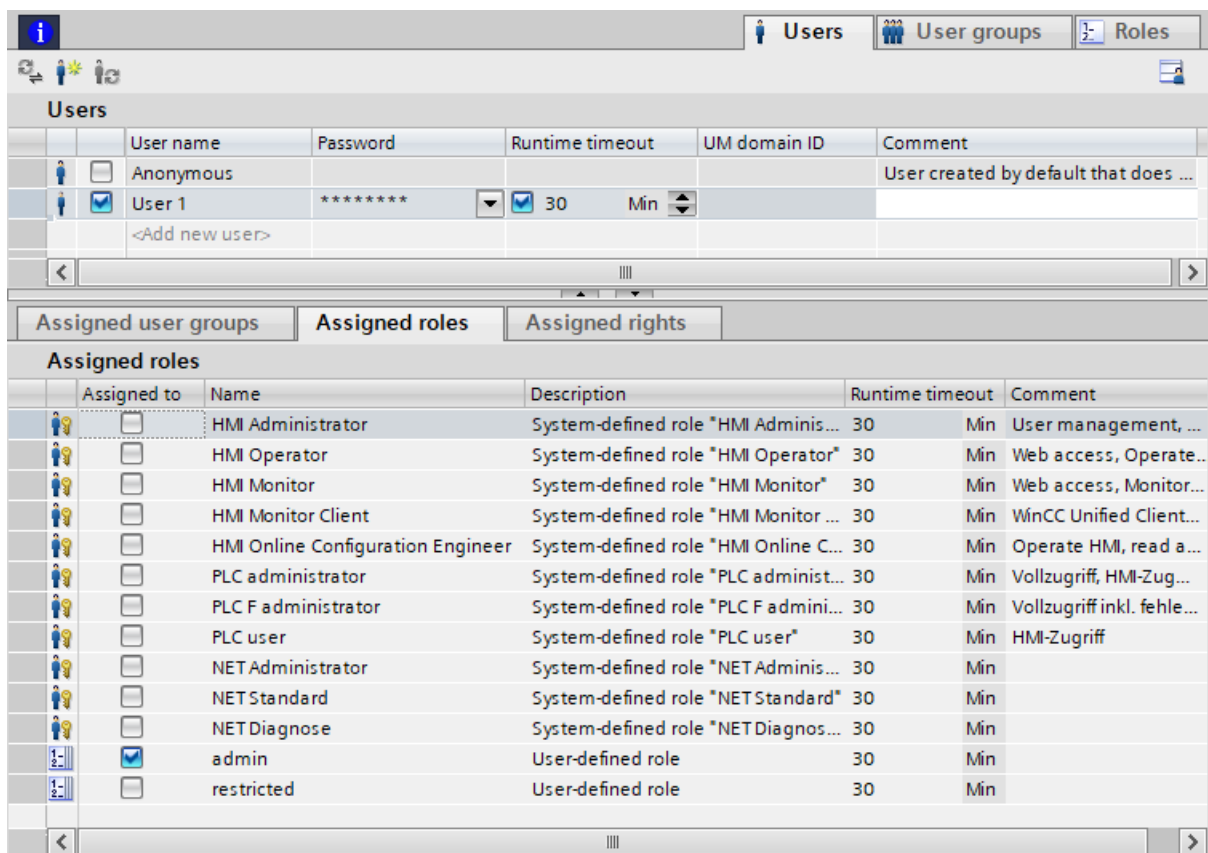 Users User groups Roles
Users
User name Password Runtime timeout UM domain ID Comment
Anonymous User created by default that does ...
User 1 ******** 30 Min
<Add new user>
Assigned user groups Assigned roles Assigned rights
Assigned roles
Assigned to Name Description Runtime timeout Comment
HMI Administrator System-defined role "HMI Adminis... 30 Min User management, ...
HMI Operator System-defined role "HMI Operator" 30 Min Web access, Operate...
HMI Monitor System-defined role "HMI Monitor" 30 Min Web access, Monitor...
HMI Monitor Client System-defined role "HMI Monitor ... 30 Min WinCC Unified Client...
HMI Online Configuration Engineer System-defined role "HMI Online C... 30 Min Operate HMI, read a...
PLC administrator System-defined role "PLC administ... 30 Min Vollzugriff, HMI-Zug...
PLC F administrator System-defined role "PLC F admini... 30 Min Vollzugriff inkl. fehle...
PLC user System-defined role "PLC user" 30 Min HMI-Zugriff
NET Administrator System-defined role "NET Adminis... 30 Min
NET Standard System-defined role "NET Standard" 30 Min
NET Diagnose System-defined role "NET Diagnos... 30 Min
admin User-defined role 30 Min
restricted User-defined role 30 Min